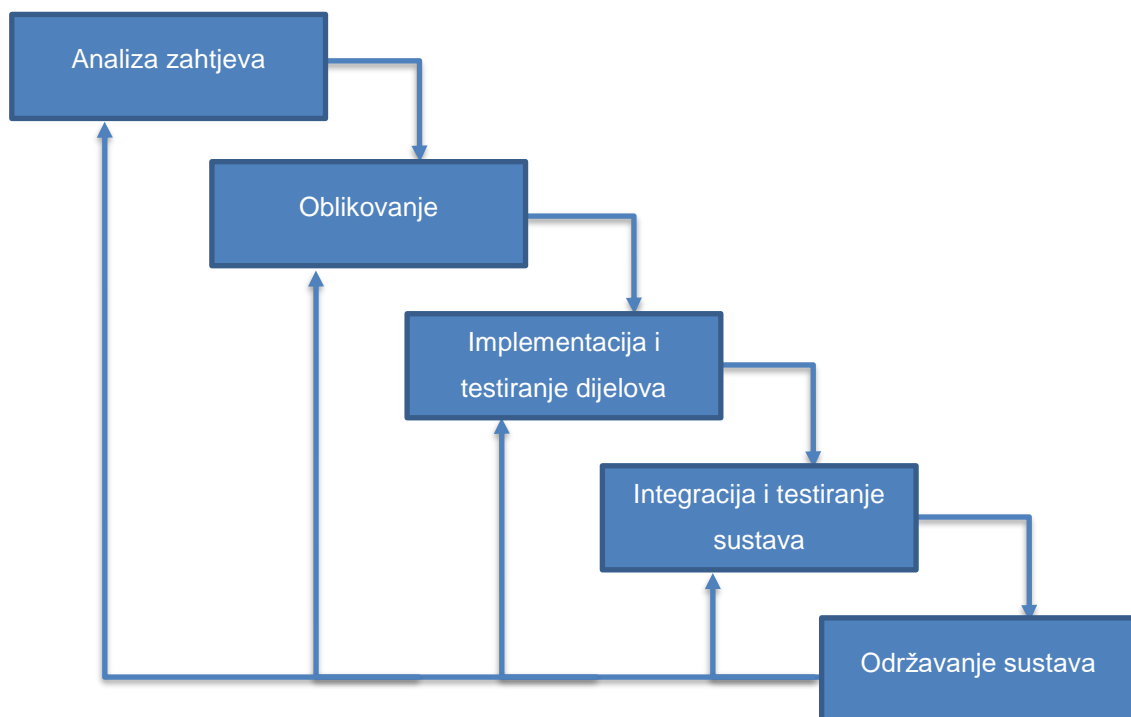 Analiza zahtjeva
Oblikovanje
Implementacija i
testiranje dijelova
Integracija i testiranje
sustava
Održavanje sustava